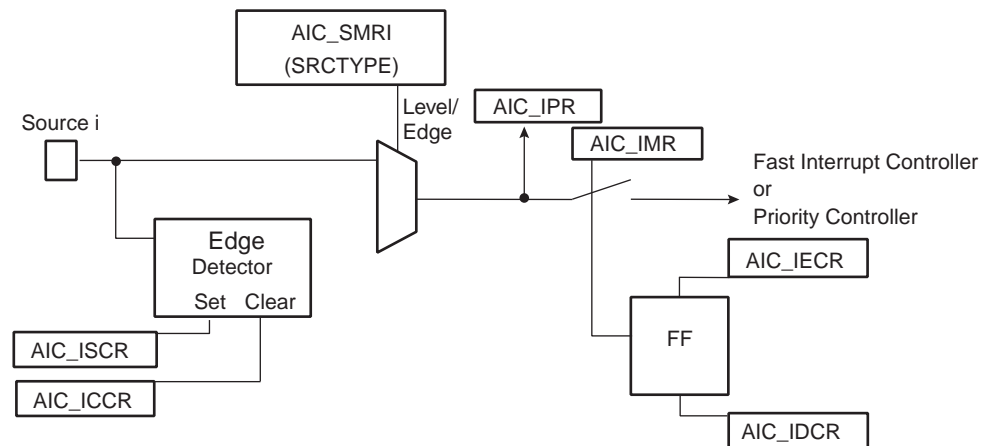 AIC_SMRI
(SRCTYPE)
Level/
Edge
AIC_IPR
Source i
AIC_IMR
Fast Interrupt Controller
or
Priority Controller
Edge
Detector
Set Clear
AIC_IECR
FF
AIC_ISCR
AIC_ICCR
AIC_IDCR